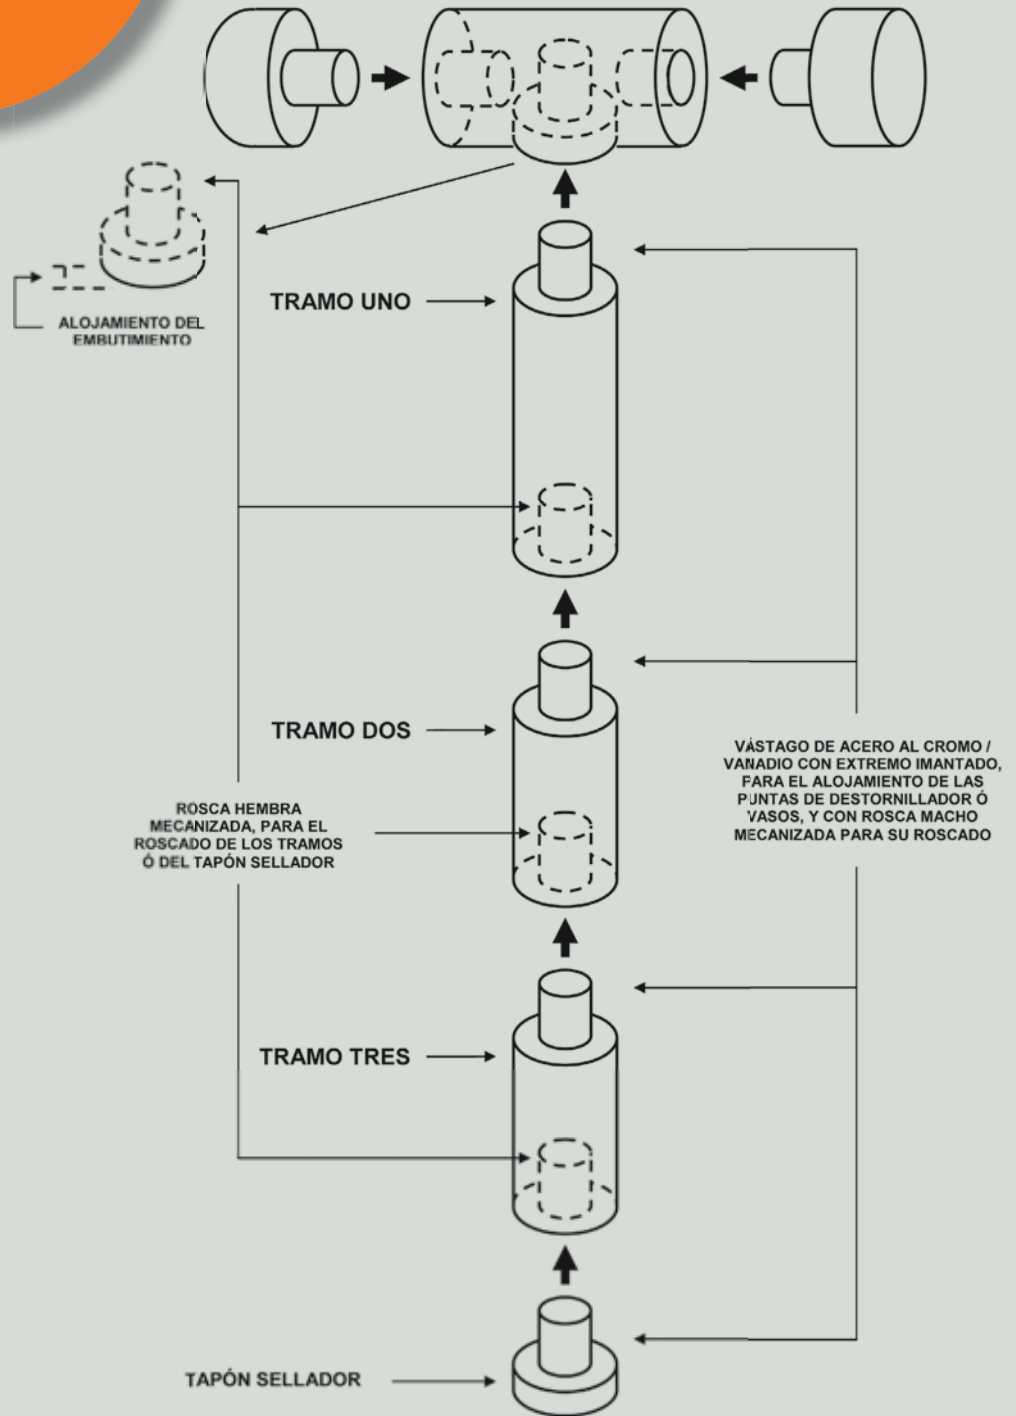 ALOJAMIENTO DEL
EMBUTIMIENTO
TRAMO UNO
TRAMO DOS
VÁSTAGO DE ACERO AL CROMO /
VANADIO CON EXTREMO IMANTADO,
PARA EL ALOJAMIENTO DE LAS
PUNTAS DE DESTORNILLADOR Ó
VASOS, Y CON ROSCA MACHO
MECANIZADA PARA SU ROSCADO
ROSCA HEMBRA
MECANIZADA, PARA EL
ROSCADO DE LOS TRAMOS
Ó DEL TAPÓN SELLADOR
TRAMO TRES
TAPÓN SELLADOR